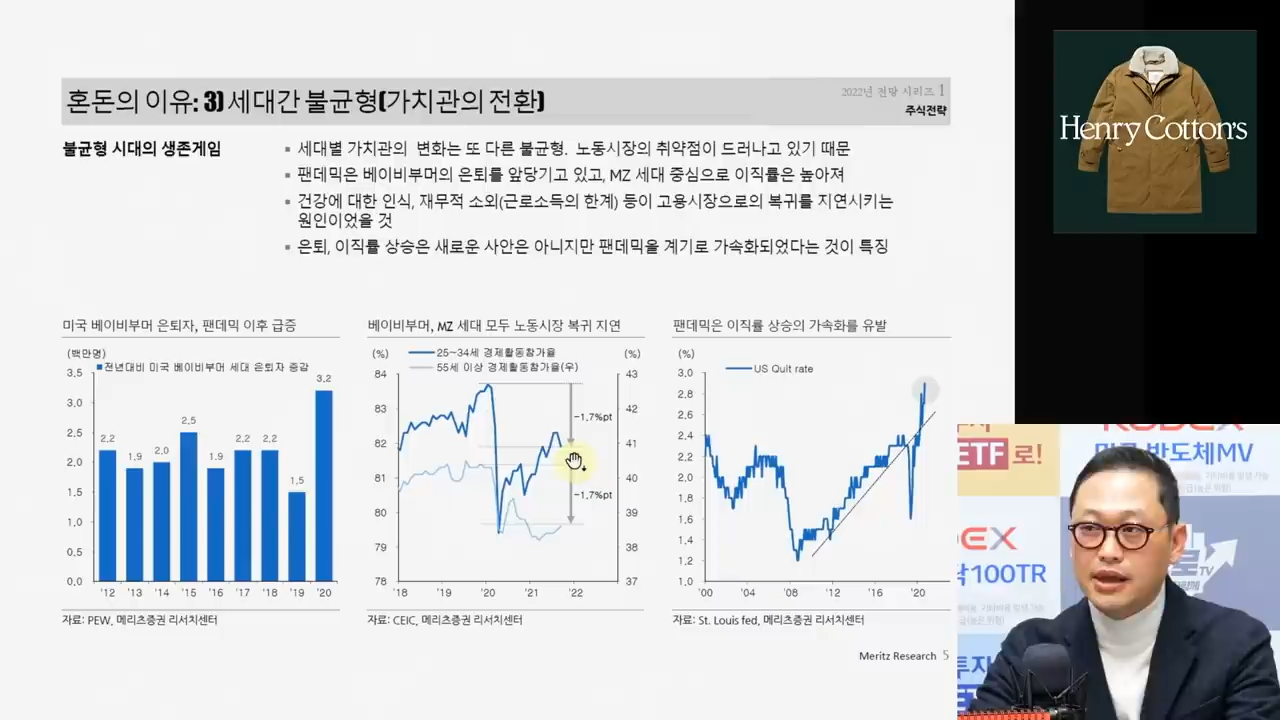 혼돈의 이유: 3) 세대간 불균형(가치관의 전환)
2022년 전망 시리즈 1
주식전략
불균형 시대의 생존게임
세대별 가치관의 변화는 또 다른 불균형. 노동시장의 취약점이 드러나고 있기 때문
팬데믹은 베이비부머의 은퇴를 앞당기고 있고, MZ 세대 중심으로 이직률은 높아져
건강에 대한 인식, 재무적 소외(근로소득의 한계) 등이 고용시장으로의 복귀를 지연시키는
원인이었을 것
은퇴, 이직률 상승은 새로운 사안은 아니지만 팬데믹을 계기로 가속화되었다는 것이 특징
미국 베이비부머 은퇴자, 팬데믹 이후 급증
(백만명)
전년대비 미국 베이비부머 세대 은퇴자 증감
3,5
3,0
2,5
2,0
1,5
1,0
0,5
0,0
2,2
1,9
2,0
2,5
1,9
2,2
2,2
1,5
3,2
'12 '13 '14 '15 '16 '17 '18 '19 '20
자료: PEW, 메리츠증권 리서치센터
베이비부머, MZ 세대 모두 노동시장 복귀 지연
(%)
(%)
25~34세 경제활동참가율
55세 이상 경제활동참가율(우)
84
83
82
81
80
79
78
43
42
41
40
39
38
37
-1,7%pt
-1,7%pt
'18 '19 '20 '21 '22
자료: CEIC, 메리츠증권 리서치센터
팬데믹은 이직률 상승의 가속화를 유발
(%)
US Quit rate
3,0
2,8
2,6
2,4
2,2
2,0
1,8
1,6
1,4
1,2
1,0
'00 '04 '08 '12 '16 '20
자료: St. Louis fed, 메리츠증권 리서치센터
Meritz Research 5
Henry Cotton's
KODEX
반도체MV
ETF 로!
100TR
TV